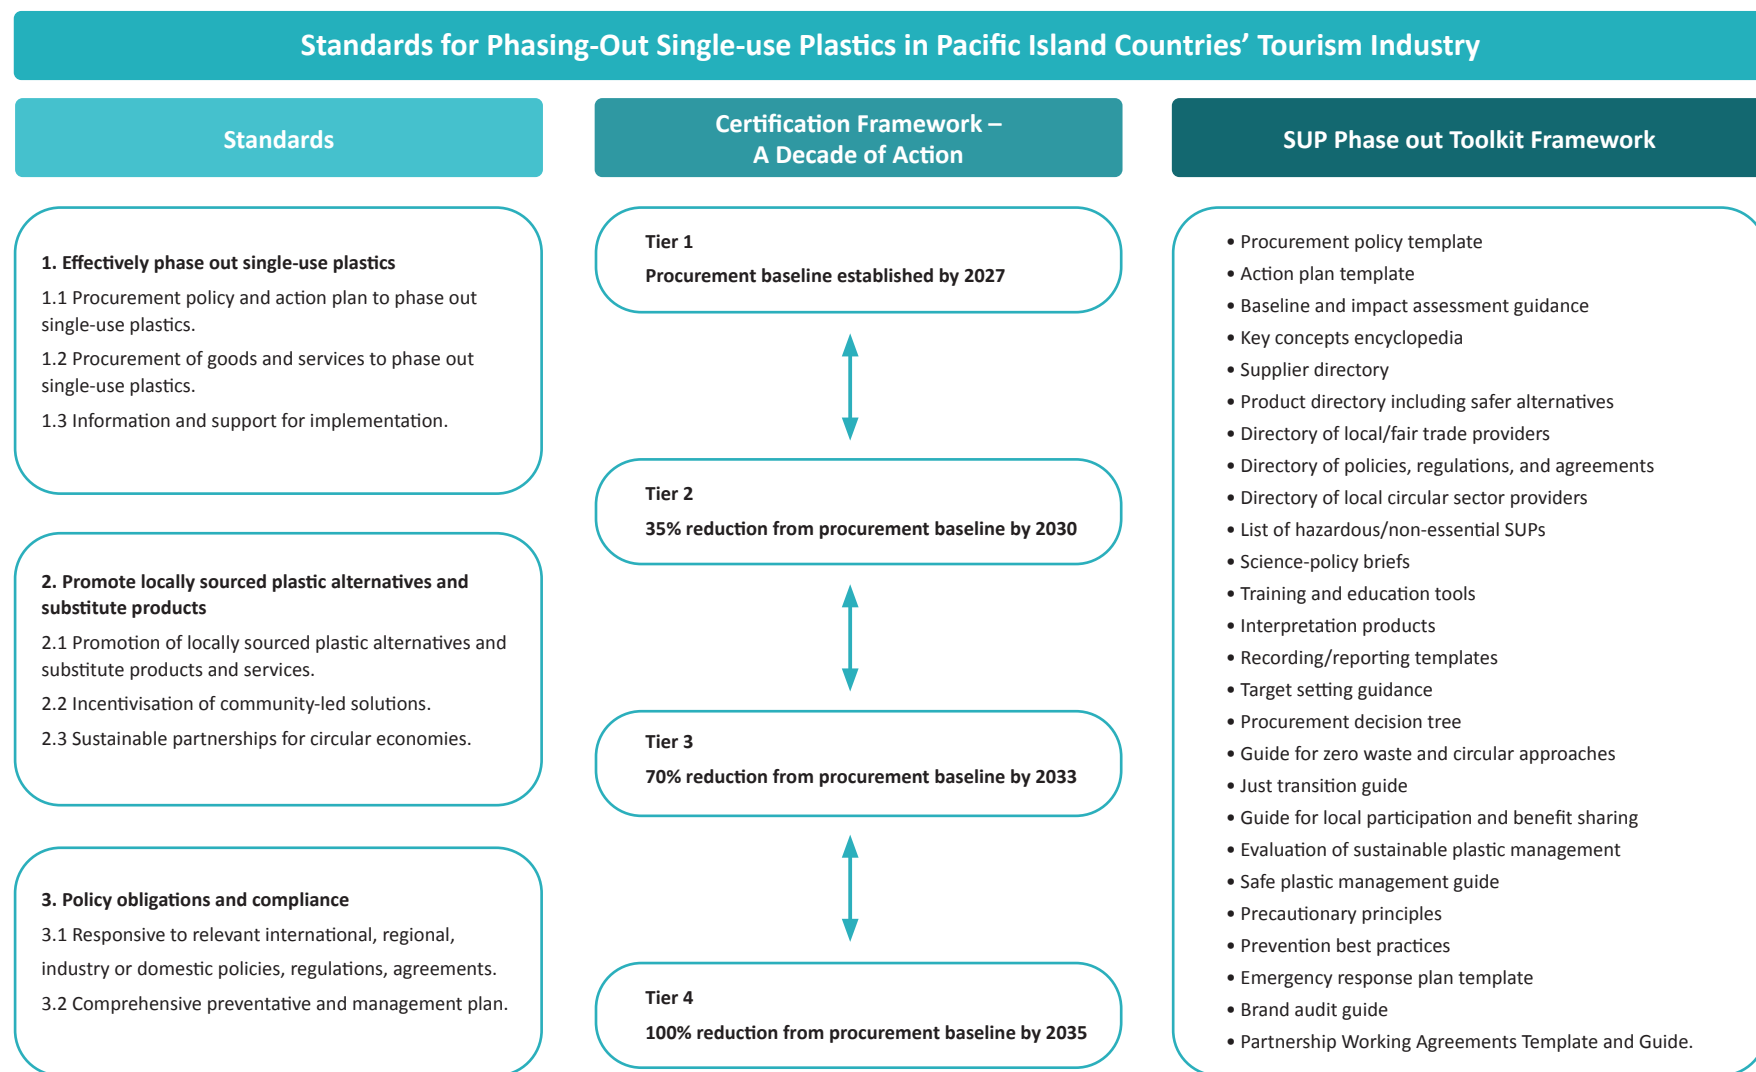 Standards for Phasing-Out Single-use Plastics in Pacific Island Countries’ Tourism Industry
Standards
1. Effectively phase out single-use plastics
1.1 Procurement policy and action plan to phase out
single-use plastics.
1.2 Procurement of goods and services to phase out
single-use plastics.
1.3 Information and support for implementation.
2. Promote locally sourced plastic alternatives and
substitute products
2.1 Promotion of locally sourced plastic alternatives and
substitute products and services.
2.2 Incentivisation of community-led solutions.
2.3 Sustainable partnerships for circular economies.
3. Policy obligations and compliance
3.1 Responsive to relevant international, regional,
industry or domestic policies, regulations, agreements.
3.2 Comprehensive preventative and management plan.
Certification Framework –
A Decade of Action
Tier 1
Procurement baseline established by 2027
Tier 2
35% reduction from procurement baseline by 2030
Tier 3
70% reduction from procurement baseline by 2033
Tier 4
100% reduction from procurement baseline by 2035
SUP Phase out Toolkit Framework
• Procurement policy template
• Action plan template
• Baseline and impact assessment guidance
• Key concepts encyclopedia
• Supplier directory
• Product directory including safer alternatives
• Directory of local/fair trade providers
• Directory of policies, regulations, and agreements
• Directory of local circular sector providers
• List of hazardous/non-essential SUPs
• Science-policy briefs
• Training and education tools
• Interpretation products
• Recording/reporting templates
• Target setting guidance
• Procurement decision tree
• Guide for zero waste and circular approaches
• Just transition guide
• Guide for local participation and benefit sharing
• Evaluation of sustainable plastic management
• Safe plastic management guide
• Precautionary principles
• Prevention best practices
• Emergency response plan template
• Brand audit guide
• Partnership Working Agreements Template and Guide.